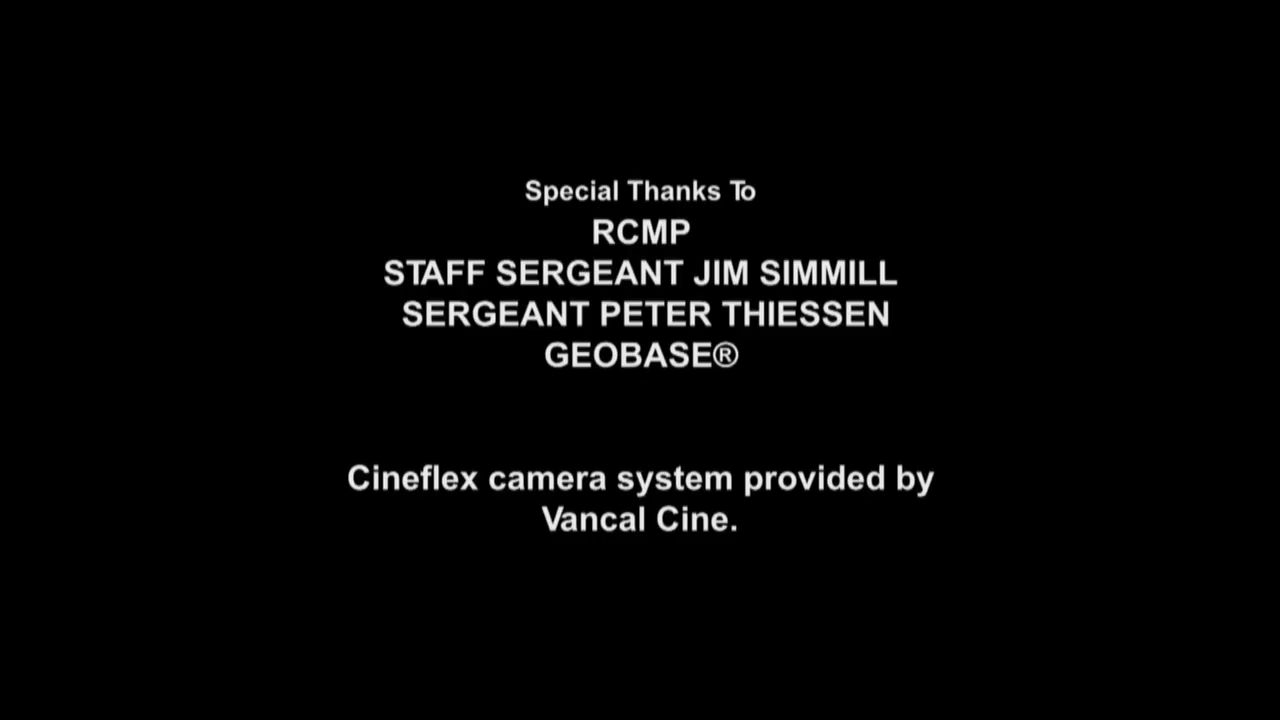 Special Thanks To
RCMP
STAFF SERGEANT JIM SIMMILL
SERGEANT PETER THIESSEN
GEOBASE®
Cineflex camera system provided by
Vancal Cine.